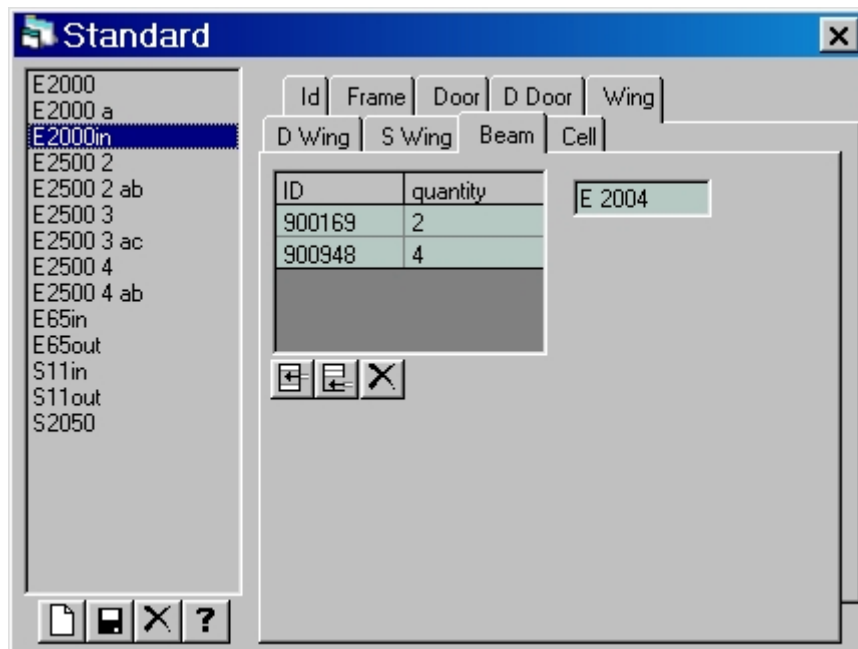 Standard
E2000
E2000 a
E2000in
E2500 2
E2500 2 ab
E2500 3
E2500 3 ac
E2500 4
E2500 4 ab
E65in
E65out
S11in
S11out
S2050
Id Frame Door D Door Wing
D Wing S Wing Beam Cell
ID quantity
900169 2
900948 4
E 2004
?